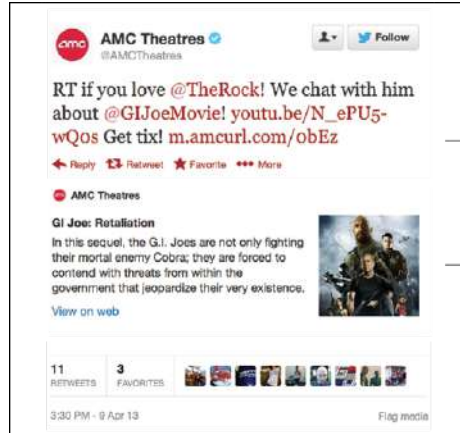 amc
AMC Theatres
@AMCTheatres
Follow
RT if you love @TheRock! We chat with him
about @GIJoeMovie! youtu.be/N_ePU5-
wQ0s Get tix! m.amcurl.com/obEz
Reply Retweet Favorite More
AMC Theatres
GI Joe: Retaliation
In this sequel, the G.I. Joes are not only fighting
their mortal enemy Cobra; they are forced to
contend with threats from within the
government that jeopardize their very existence.
View on web
11 3
RETWEETS FAVORITES
3:30 PM - 9 Apr 13 Flag media